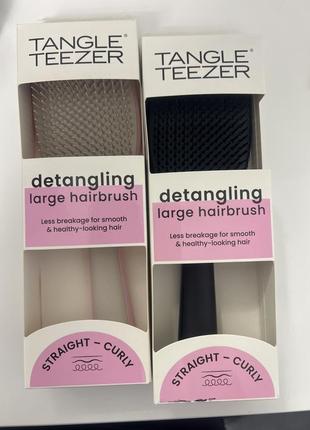 TANGLE®
TEEZER
detangling
large hairbrush
Less breakage for smooth
& healthy-looking hair
STRAIGHT – CURLY
TANGLE®
TEEZER
detangling
large hairbrush
Less breakage for smooth
& healthy-looking hair
STRAIGHT – CURLY